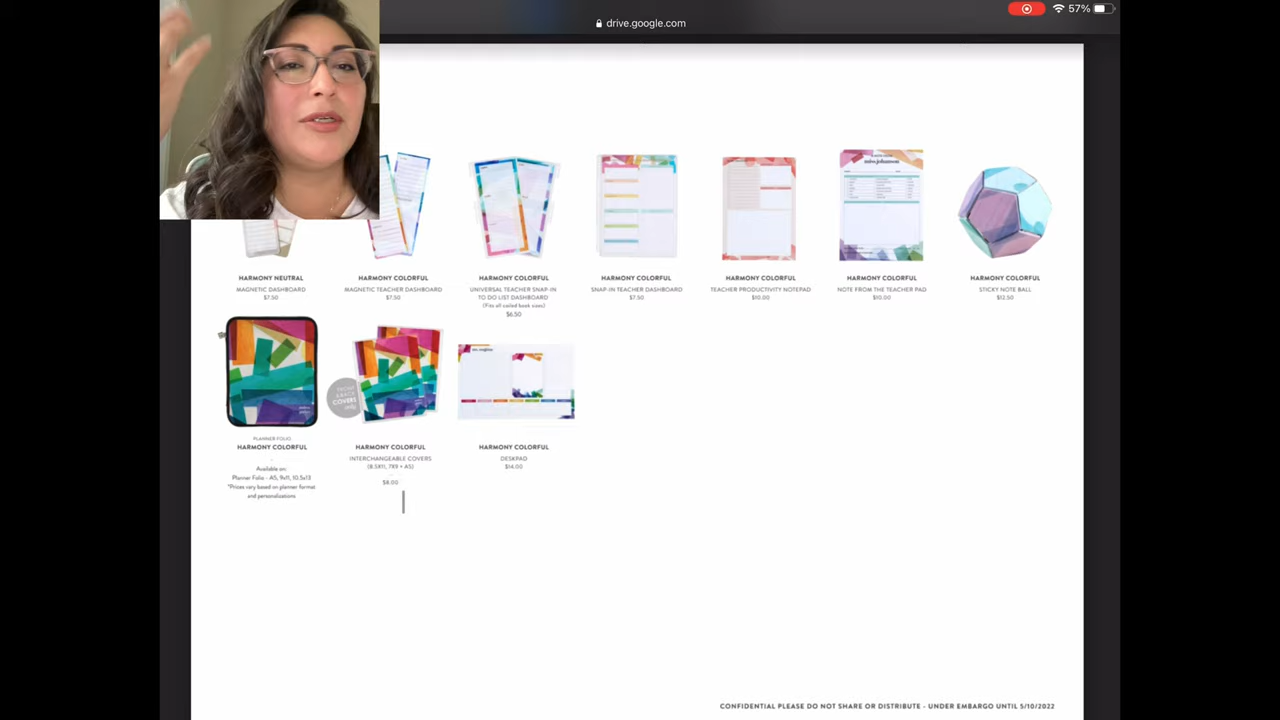 drive.google.com
57%
HARMONY NEUTRAL
MAGNETIC DASHBOARD
$7.50
HARMONY COLORFUL
MAGNETIC TEACHER DASHBOARD
$7.50
HARMONY COLORFUL
UNIVERSAL TEACHER SNAP-IN
TO DO LIST DASHBOARD
(Fits all coiled book sizes)
$6.50
HARMONY COLORFUL
SNAP-IN TEACHER DASHBOARD
$7.50
HARMONY COLORFUL
TEACHER PRODUCTIVITY NOTEPAD
$10.00
HARMONY COLORFUL
NOTE FROM THE TEACHER PAD
$10.00
HARMONY COLORFUL
STICKY NOTE BALL
$12.50
PLANNER FOLIO
HARMONY COLORFUL
Available on:
Planner Folio - A5, 9x11, 10.5x13
*Prices vary based on planner format
and personalizations
COVERS
only
HARMONY COLORFUL
INTERCHANGEABLE COVERS
(8.5X11, 7X9 + A5)
$8.00
HARMONY COLORFUL
DESKPAD
$14.00
CONFIDENTIAL PLEASE DO NOT SHARE OR DISTRIBUTE - UNDER EMBARGO UNTIL 5/10/2022